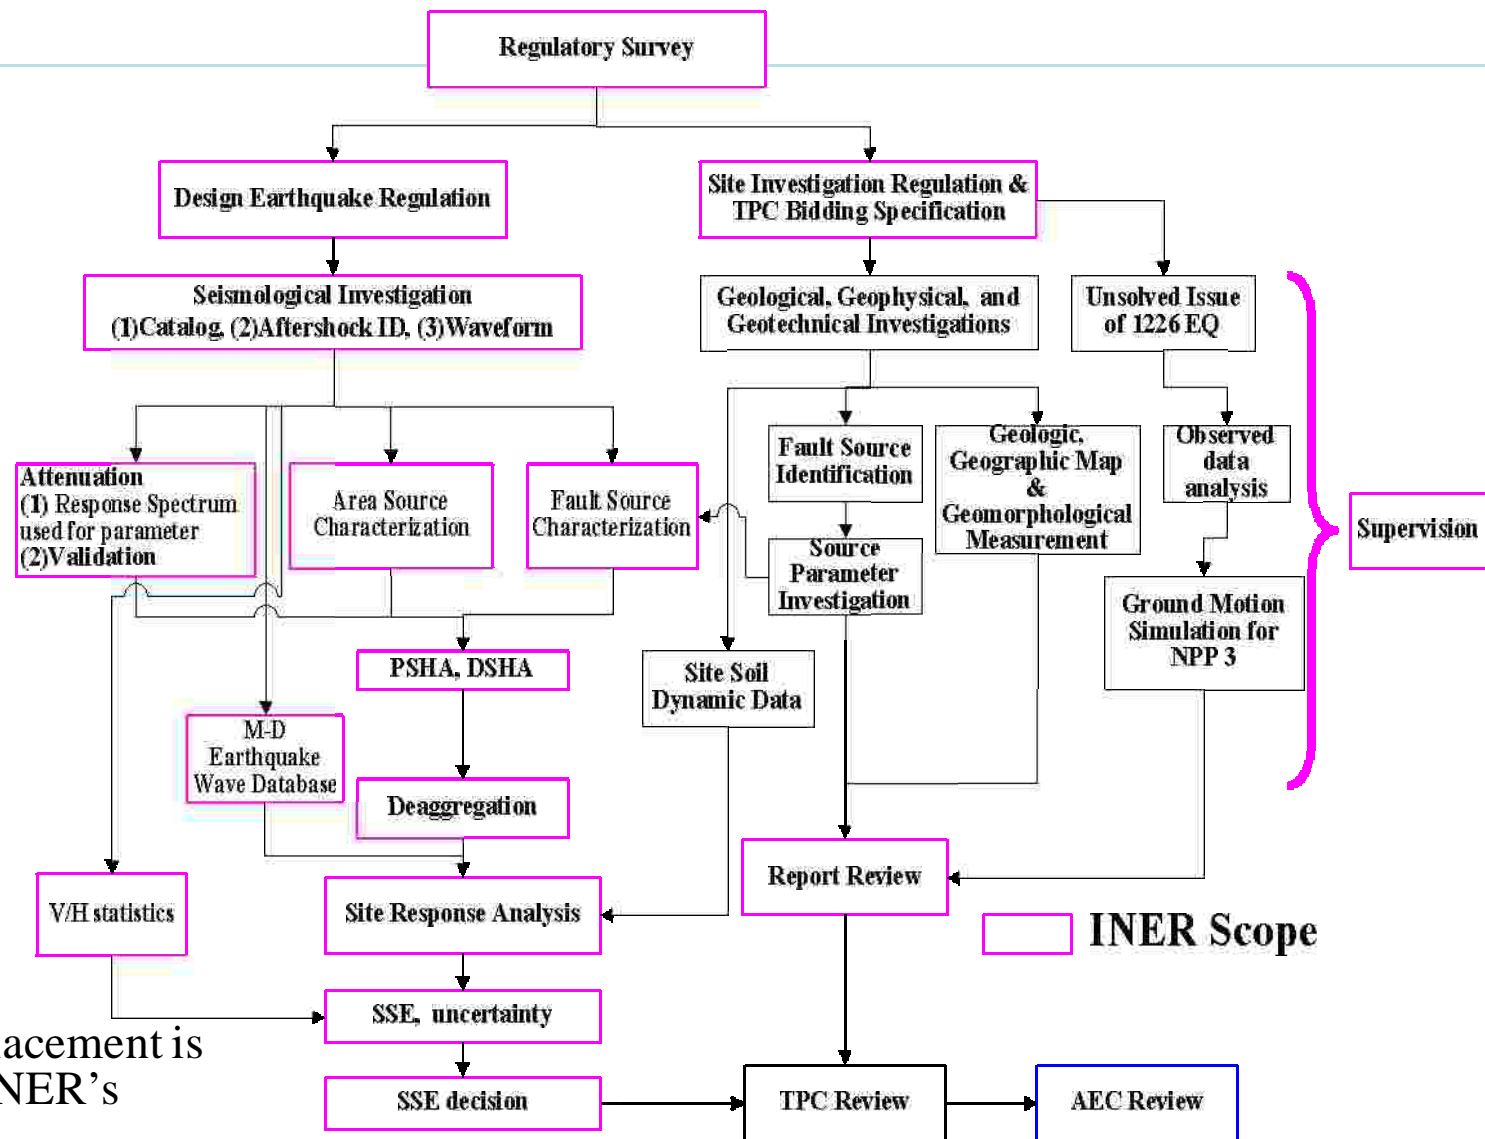 Regulatory Survey
Design Earthquake Regulation
Site Investigation Regulation &
TPC Bidding Specification
Seismological Investigation
(1)Catalog, (2)Aftershock ID, (3)Waveform
Geological, Geophysical, and
Geotechnical Investigations
Unsolved Issue
of 1226 EQ
Attenuation
(1) Response Spectrum
used for parameter
(2)Validation
Area Source
Characterization
Fault Source
Characterization
Fault Source
Identification
Geologic,
Geographic Map
&
Geomorphological
Measurement
Observed
data
analysis
Supervision
Source
Parameter
Investigation
Ground Motion
Simulation for
NPP 3
PSHA, DSHA
Site Soil
Dynamic Data
M-D
Earthquake
Wave Database
Deaggregation
Report Review
V/H statistics
Site Response Analysis
INER Scope
SSE, uncertainty
lacement is
NER’s
SSE decision
TPC Review
AEC Review